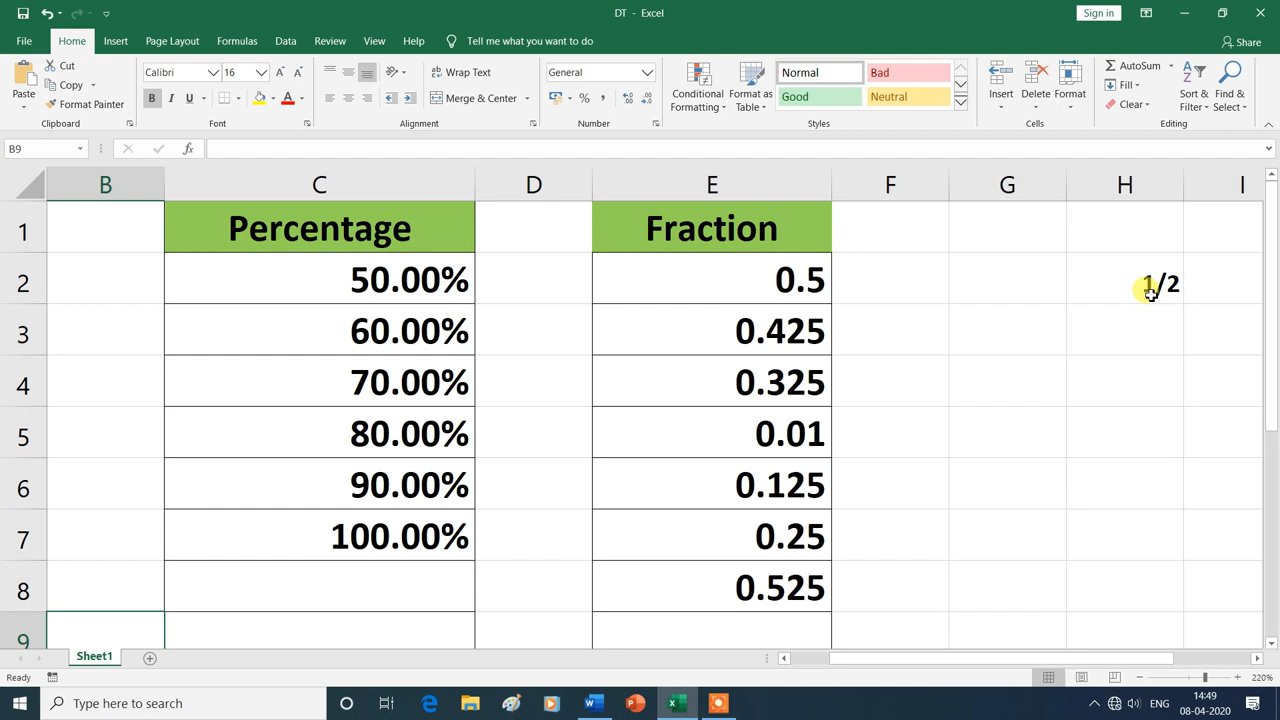 DT - Excel
Sign in
File Home Insert Page Layout Formulas Data Review View Help Tell me what you want to do Share
Paste
Cut
Copy
Format Painter
Clipboard
Calibri 16
B I U
Font
Wrap Text
Merge & Center
Alignment
General
Number
Conditional Formatting
Format as Table
Normal Bad
Good Neutral
Styles
Insert Delete Format
Cells
AutoSum
Fill
Clear
Sort & Filter
Find & Select
Editing
B9 fx
B C D E F G H I
1 Percentage Fraction
2 50.00% 0.5 1/2
3 60.00% 0.425
4 70.00% 0.325
5 80.00% 0.01
6 90.00% 0.125
7 100.00% 0.25
8 0.525
9
Sheet1
Ready 220%
Type here to search
ENG
14:49
08-04-2020